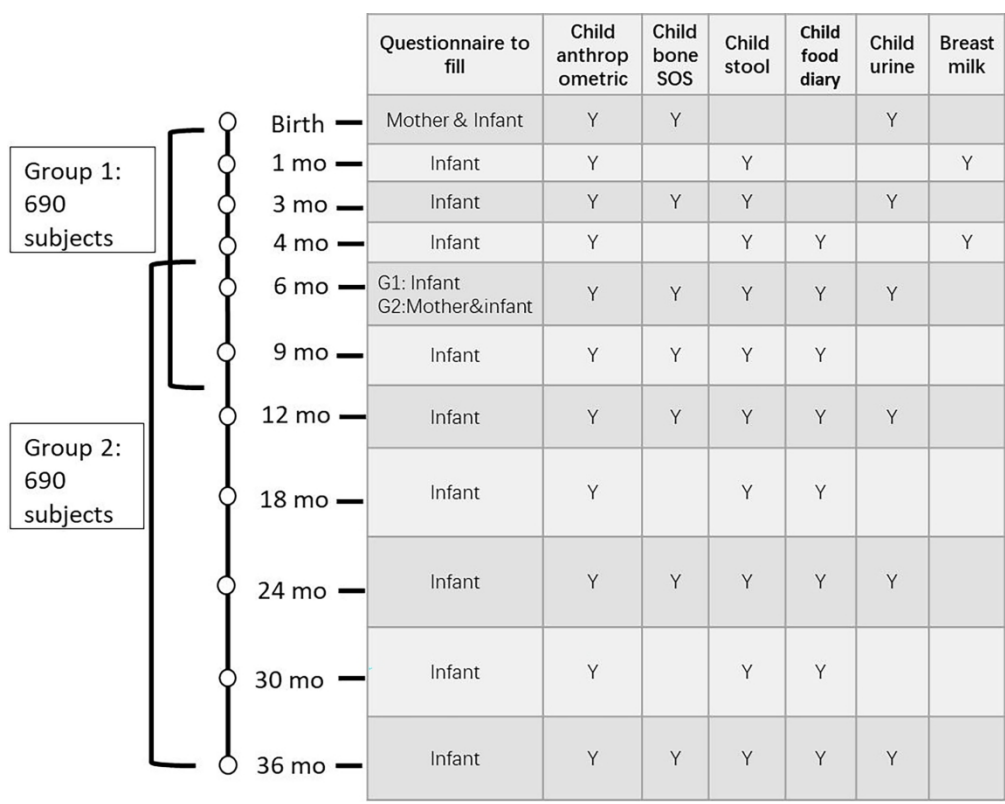 Questionnaire to fill Child anthrop ometric Child bone SOS Child stool Child food diary Child urine Breast milk
Birth Mother & Infant Y Y Y
1 mo Infant Y Y Y
3 mo Infant Y Y Y Y
4 mo Infant Y Y Y Y
6 mo G1: Infant G2:Mother&infant Y Y Y Y Y
9 mo Infant Y Y Y Y
12 mo Infant Y Y Y Y Y
18 mo Infant Y Y Y
24 mo Infant Y Y Y Y Y
30 mo Infant Y Y Y
36 mo Infant Y Y Y Y Y
Group 1:
690
subjects
Group 2:
690
subjects